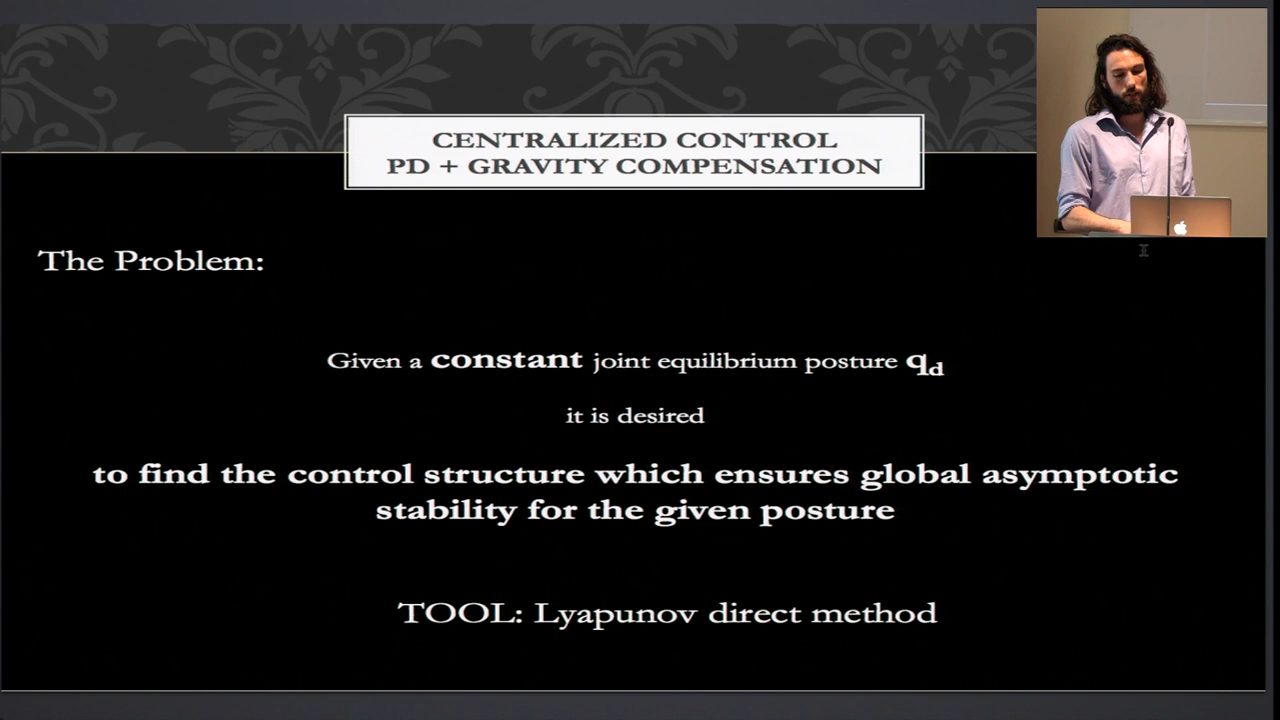 CENTRALIZED CONTROL
PD + GRAVITY COMPENSATION
The Problem:
Given a constant joint equilibrium posture qd
it is desired
to find the control structure which ensures global asymptotic
stability for the given posture
TOOL: Lyapunov direct method